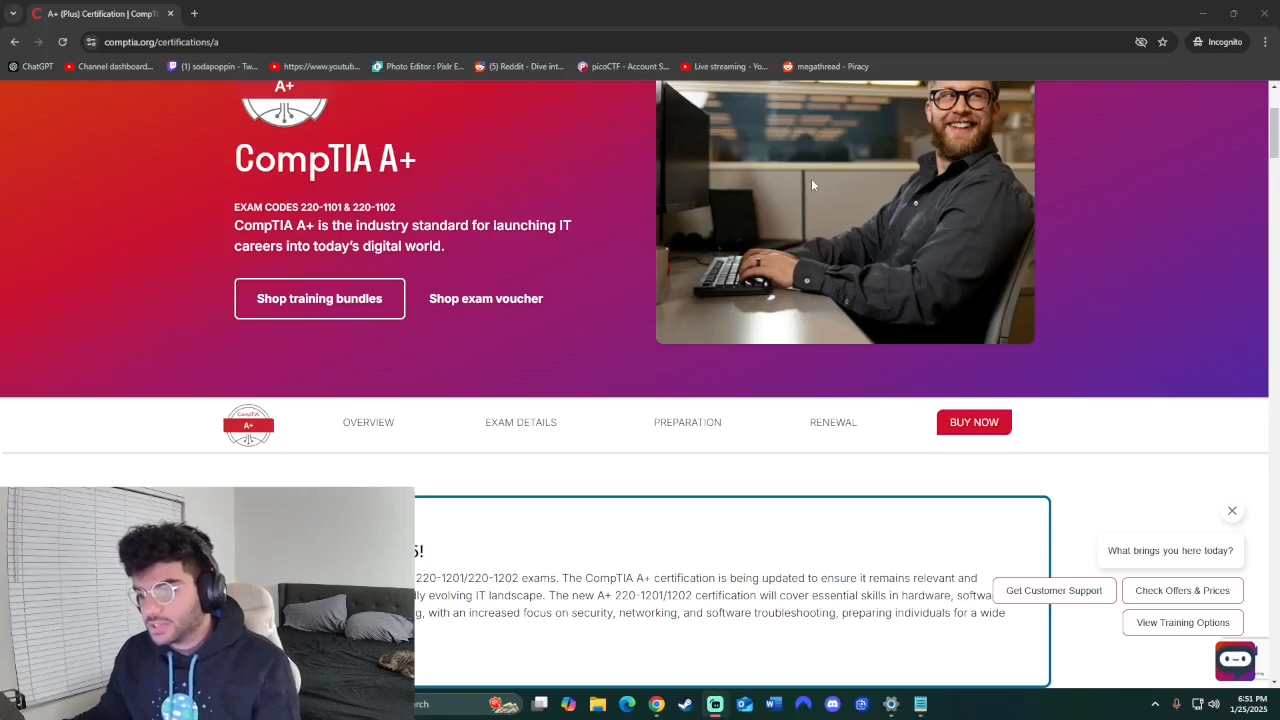 CompTIA A+ | CompTI
comptia.org/certifications/a
Incognito
ChatGPT
Channel dashboard...
(1) sodapoppin - Tw...
https://www.youtub...
Photo Editor : Pixlr E...
(5) Reddit - Dive int...
picoCTF - Account S...
Live streaming - Yo...
megathread - Piracy
A+
CompTIA A+
EXAM CODES 220-1101 & 220-1102
CompTIA A+ is the industry standard for launching IT
careers into today's digital world.
Shop training bundles
Shop exam voucher
CompTIA
A+
OVERVIEW
EXAM DETAILS
PREPARATION
RENEWAL
BUY NOW
5!
220-1201/220-1202 exams. The CompTIA A+ certification is being updated to ensure it remains relevant and
ly evolving IT landscape. The new A+ 220-1201/1202 certification will cover essential skills in hardware, softwa
g, with an increased focus on security, networking, and software troubleshooting, preparing individuals for a wide
What brings you here today?
Get Customer Support
Check Offers & Prices
View Training Options
arch
6:51 PM
1/25/2025